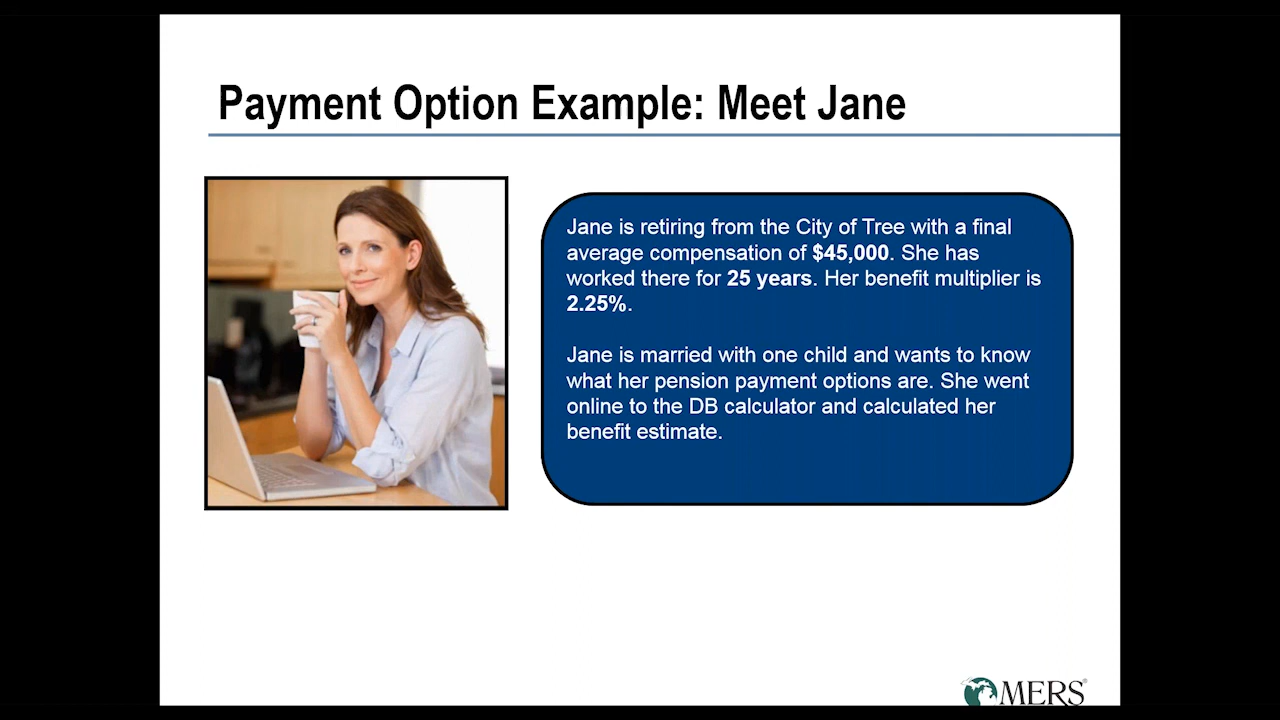 Payment Option Example: Meet Jane
Jane is retiring from the City of Tree with a final
average compensation of $45,000. She has
worked there for 25 years. Her benefit multiplier is
2.25%.
Jane is married with one child and wants to know
what her pension payment options are. She went
online to the DB calculator and calculated her
benefit estimate.
MERS®